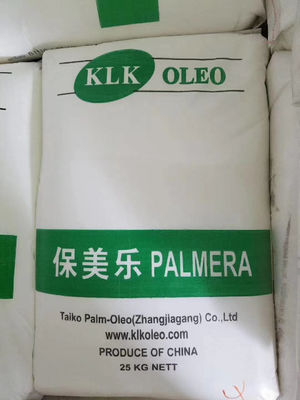 KLK OLEO
保美乐 PALMERA
Taiko Palm-Oleo(Zhangjiagang) Co.,Ltd
www.klkoleo.com
PRODUCE OF CHINA
25 KG NETT